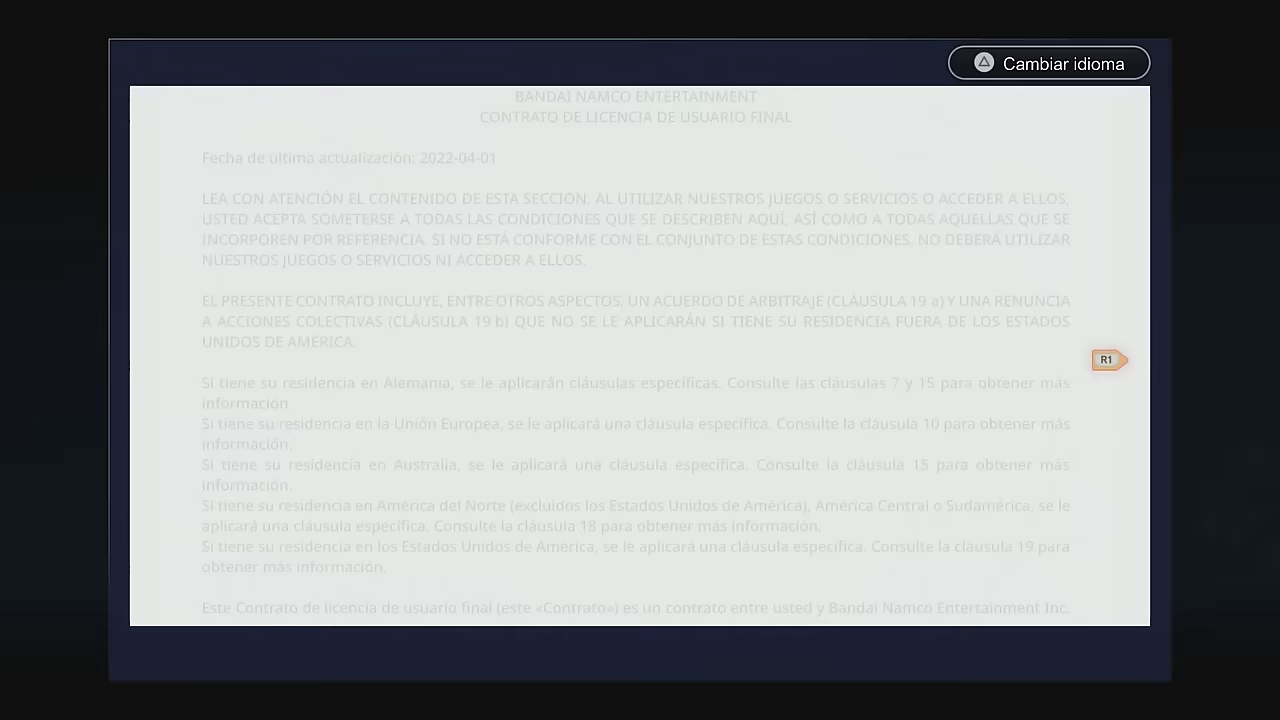 Cambiar idioma
BANDAI NAMCO ENTERTAINMENT
CONTRATO DE LICENCIA DE USUARIO FINAL
Fecha de última actualización: 2022-04-01
LEA CON ATENCIÓN EL CONTENIDO DE ESTA SECCIÓN. AL UTILIZAR NUESTROS JUEGOS O SERVICIOS O ACCEDER A ELLOS,
USTED ACEPTA SOMETERSE A TODAS LAS CONDICIONES QUE SE DESCRIBEN AQUÍ, ASÍ COMO A TODAS AQUELLAS QUE SE
INCORPOREN POR REFERENCIA. SI NO ESTÁ CONFORME CON EL CONJUNTO DE ESTAS CONDICIONES, NO DEBERÁ UTILIZAR
NUESTROS JUEGOS O SERVICIOS NI ACCEDER A ELLOS.
EL PRESENTE CONTRATO INCLUYE, ENTRE OTROS ASPECTOS, UN ACUERDO DE ARBITRAJE (CLÁUSULA 19 a) Y UNA RENUNCIA
A ACCIONES COLECTIVAS (CLÁUSULA 19 b) QUE NO SE LE APLICARÁN SI TIENE SU RESIDENCIA FUERA DE LOS ESTADOS
UNIDOS DE AMÉRICA.
R1
Si tiene su residencia en Alemania, se le aplicarán cláusulas específicas. Consulte las cláusulas 7 y 15 para obtener más
información.
Si tiene su residencia en la Unión Europea, se le aplicará una cláusula específica. Consulte la cláusula 10 para obtener más
información.
Si tiene su residencia en Australia, se le aplicará una cláusula específica. Consulte la cláusula 15 para obtener más
información.
Si tiene su residencia en América del Norte (excluidos los Estados Unidos de América), América Central o Sudamérica, se le
aplicará una cláusula específica. Consulte la cláusula 18 para obtener más información.
Si tiene su residencia en los Estados Unidos de América, se le aplicará una cláusula específica. Consulte la cláusula 19 para
obtener más información.
Este Contrato de licencia de usuario final (este «Contrato») es un contrato entre usted y Bandai Namco Entertainment Inc.